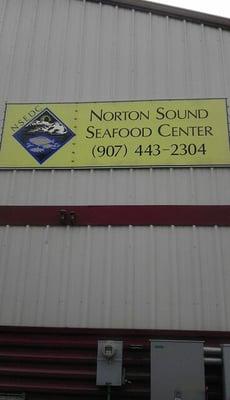 NSEDC
NORTON SOUND
SEAFOOD CENTER
(907) 443-2304